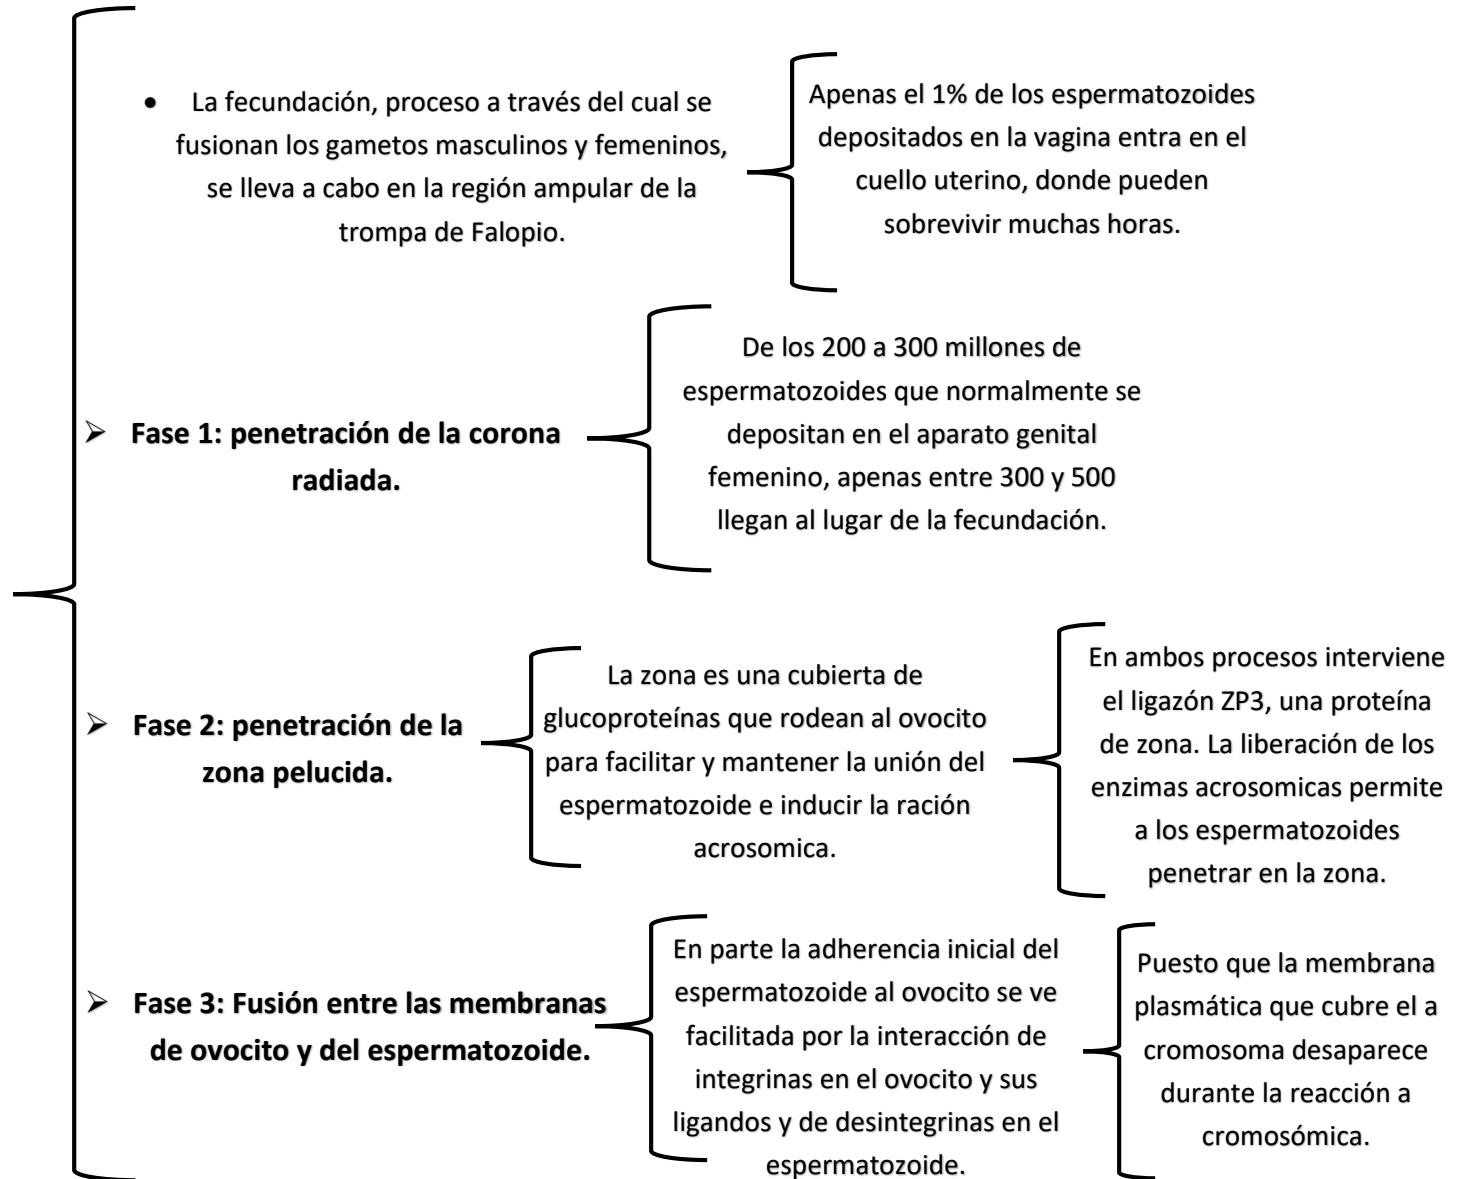 • La fecundación, proceso a través del cual se
fusionan los gametos masculinos y femeninos,
se lleva a cabo en la región ampular de la
trompa de Falopio.
Apenas el 1% de los espermatozoides
depositados en la vagina entra en el
cuello uterino, donde pueden
sobrevivir muchas horas.
➢ Fase 1: penetración de la corona
radiada.
De los 200 a 300 millones de
espermatozoides que normalmente se
depositan en el aparato genital
femenino, apenas entre 300 y 500
llegan al lugar de la fecundación.
➢ Fase 2: penetración de la
zona pelucida.
La zona es una cubierta de
glucoproteínas que rodean al ovocito
para facilitar y mantener la unión del
espermatozoide e inducir la ración
acrosomica.
En ambos procesos interviene
el ligazón ZP3, una proteína
de zona. La liberación de los
enzimas acrosomicas permite
a los espermatozoides
penetrar en la zona.
➢ Fase 3: Fusión entre las membranas
de ovocito y del espermatozoide.
En parte la adherencia inicial del
espermatozoide al ovocito se ve
facilitada por la interacción de
integrinas en el ovocito y sus
ligandos y de desintegrinas en el
espermatozoide.
Puesto que la membrana
plasmática que cubre el a
cromosoma desaparece
durante la reacción a
cromosómica.